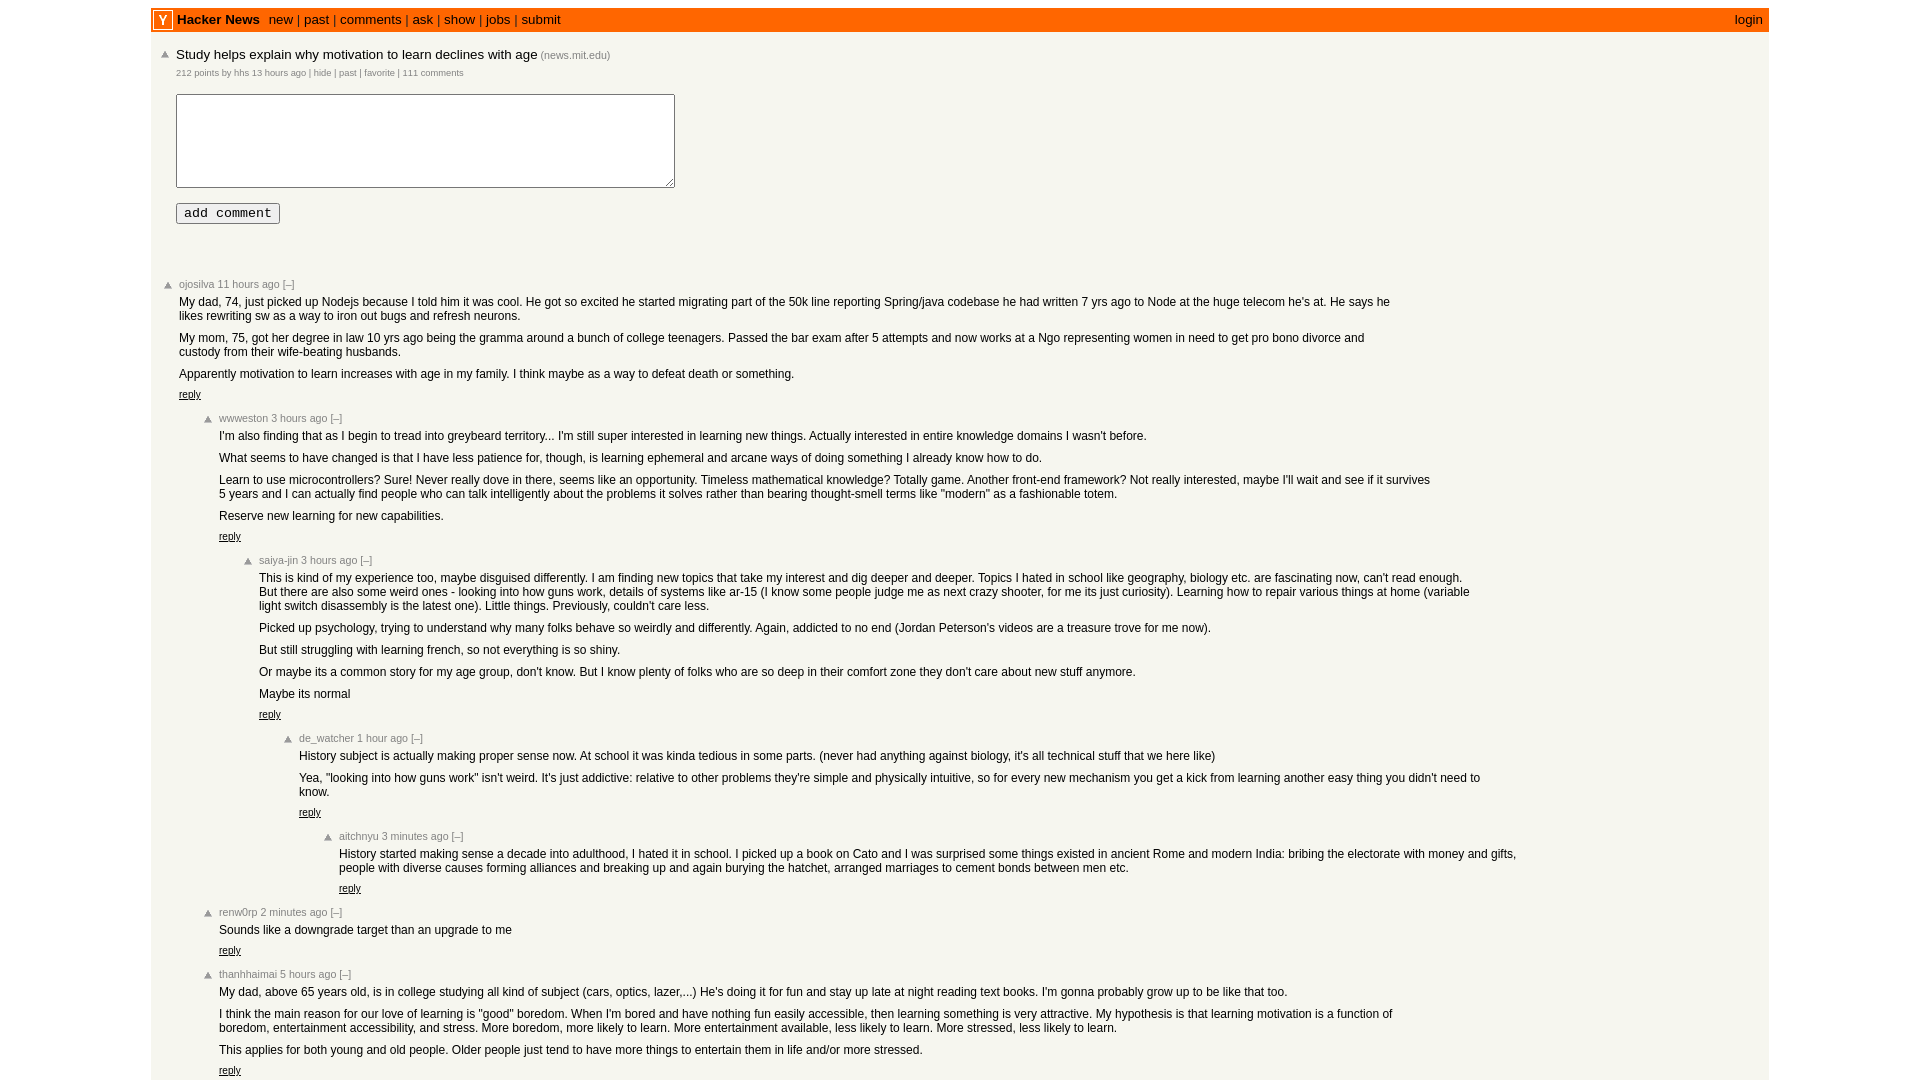 Y Hacker News new | past | comments | ask | show | jobs | submit login
Study helps explain why motivation to learn declines with age (news.mit.edu)
212 points by hhs 13 hours ago | hide | past | favorite | 111 comments
add comment
ojosilva 11 hours ago [–]
My dad, 74, just picked up Nodejs because I told him it was cool. He got so excited he started migrating part of the 50k line reporting Spring/java codebase he had written 7 yrs ago to Node at the huge telecom he's at. He says he
likes rewriting sw as a way to iron out bugs and refresh neurons.
My mom, 75, got her degree in law 10 yrs ago being the gramma around a bunch of college teenagers. Passed the bar exam after 5 attempts and now works at a Ngo representing women in need to get pro bono divorce and
custody from their wife-beating husbands.
Apparently motivation to learn increases with age in my family. I think maybe as a way to defeat death or something.
reply
wwweston 3 hours ago [–]
I'm also finding that as I begin to tread into greybeard territory... I'm still super interested in learning new things. Actually interested in entire knowledge domains I wasn't before.
What seems to have changed is that I have less patience for, though, is learning ephemeral and arcane ways of doing something I already know how to do.
Learn to use microcontrollers? Sure! Never really dove in there, seems like an opportunity. Timeless mathematical knowledge? Totally game. Another front-end framework? Not really interested, maybe I'll wait and see if it survives
5 years and I can actually find people who can talk intelligently about the problems it solves rather than bearing thought-smell terms like "modern" as a fashionable totem.
Reserve new learning for new capabilities.
reply
saiya-jin 3 hours ago [–]
This is kind of my experience too, maybe disguised differently. I am finding new topics that take my interest and dig deeper and deeper. Topics I hated in school like geography, biology etc. are fascinating now, can't read enough.
But there are also some weird ones - looking into how guns work, details of systems like ar-15 (I know some people judge me as next crazy shooter, for me its just curiosity). Learning how to repair various things at home (variable
light switch disassembly is the latest one). Little things. Previously, couldn't care less.
Picked up psychology, trying to understand why many folks behave so weirdly and differently. Again, addicted to no end (Jordan Peterson's videos are a treasure trove for me now).
But still struggling with learning french, so not everything is so shiny.
Or maybe its a common story for my age group, don't know. But I know plenty of folks who are so deep in their comfort zone they don't care about new stuff anymore.
Maybe its normal
reply
de_watcher 1 hour ago [–]
History subject is actually making proper sense now. At school it was kinda tedious in some parts. (never had anything against biology, it's all technical stuff that we here like)
Yea, "looking into how guns work" isn't weird. It's just addictive: relative to other problems they're simple and physically intuitive, so for every new mechanism you get a kick from learning another easy thing you didn't need to
know.
reply
aitchnyu 3 minutes ago [–]
History started making sense a decade into adulthood, I hated it in school. I picked up a book on Cato and I was surprised some things existed in ancient Rome and modern India: bribing the electorate with money and gifts,
people with diverse causes forming alliances and breaking up and again burying the hatchet, arranged marriages to cement bonds between men etc.
reply
renw0rp 2 minutes ago [–]
Sounds like a downgrade target than an upgrade to me
reply
thanhhaimai 5 hours ago [–]
My dad, above 65 years old, is in college studying all kind of subject (cars, optics, lazer,...) He's doing it for fun and stay up late at night reading text books. I'm gonna probably grow up to be like that too.
I think the main reason for our love of learning is "good" boredom. When I'm bored and have nothing fun easily accessible, then learning something is very attractive. My hypothesis is that learning motivation is a function of
boredom, entertainment accessibility, and stress. More boredom, more likely to learn. More entertainment available, less likely to learn. More stressed, less likely to learn.
This applies for both young and old people. Older people just tend to have more things to entertain them in life and/or more stressed.
reply